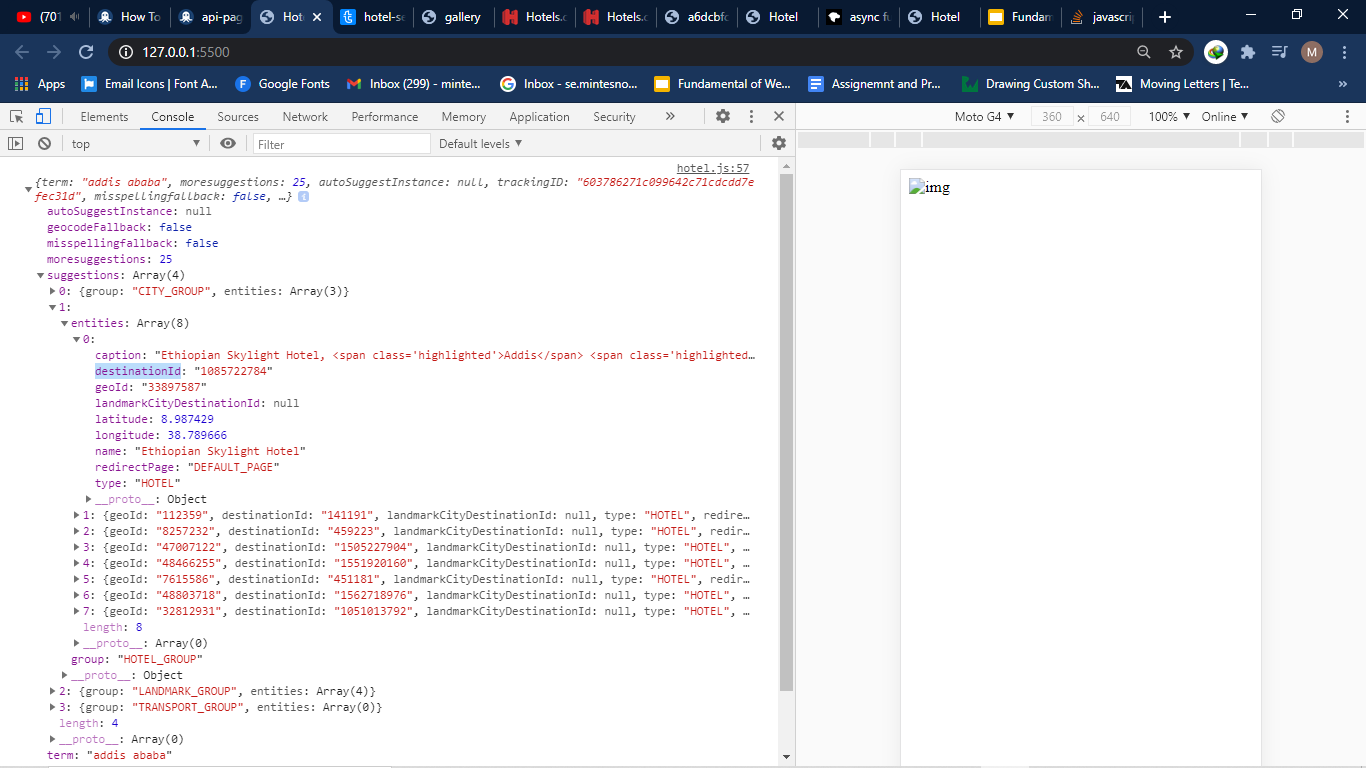 (701
How To
api-pag
Hote
hotel-se
gallery
Hotels.c
Hotels.c
a6dcbfc
Hotel
async fu
Hotel
Fundam
javascrip
127.0.0.1:5500
M
Apps
Email Icons | Font A...
Google Fonts
Inbox (299) - minte...
Inbox - se.mintesno...
Fundamental of We...
Assignemnt and Pr...
Drawing Custom Sh...
Moving Letters | Te...
»
Elements Console Sources Network Performance Memory Application Security »
Moto G4 ▼ 360 x 640 100% ▼ Online ▼
top ▼ Filter Default levels ▼
hotel.js:57
{term: "addis ababa", moresuggestions: 25, autoSuggestInstance: null, trackingID: "603786271c099642c71cdcdd7e
fec31d", misspellingfallback: false, …} i
autoSuggestInstance: null
geocodeFallback: false
misspellingfallback: false
moresuggestions: 25
suggestions: Array(4)
0: {group: "CITY_GROUP", entities: Array(3)}
1:
entities: Array(8)
0:
caption: "Ethiopian Skylight Hotel, <span class='highlighted'>Addis</span> <span class='highlighted…
destinationId: "1085722784"
geoId: "33897587"
landmarkCityDestinationId: null
latitude: 8.987429
longitude: 38.789666
name: "Ethiopian Skylight Hotel"
redirectPage: "DEFAULT_PAGE"
type: "HOTEL"
__proto__: Object
1: {geoId: "112359", destinationId: "141191", landmarkCityDestinationId: null, type: "HOTEL", redire…
2: {geoId: "8257232", destinationId: "459223", landmarkCityDestinationId: null, type: "HOTEL", redir…
3: {geoId: "47007122", destinationId: "1505227904", landmarkCityDestinationId: null, type: "HOTEL", …
4: {geoId: "48466255", destinationId: "1551920160", landmarkCityDestinationId: null, type: "HOTEL", …
5: {geoId: "7615586", destinationId: "451181", landmarkCityDestinationId: null, type: "HOTEL", redir…
6: {geoId: "48803718", destinationId: "1562718976", landmarkCityDestinationId: null, type: "HOTEL", …
7: {geoId: "32812931", destinationId: "1051013792", landmarkCityDestinationId: null, type: "HOTEL", …
length: 8
__proto__: Array(0)
group: "HOTEL_GROUP"
__proto__: Object
2: {group: "LANDMARK_GROUP", entities: Array(4)}
3: {group: "TRANSPORT_GROUP", entities: Array(0)}
length: 4
__proto__: Array(0)
term: "addis ababa"
img